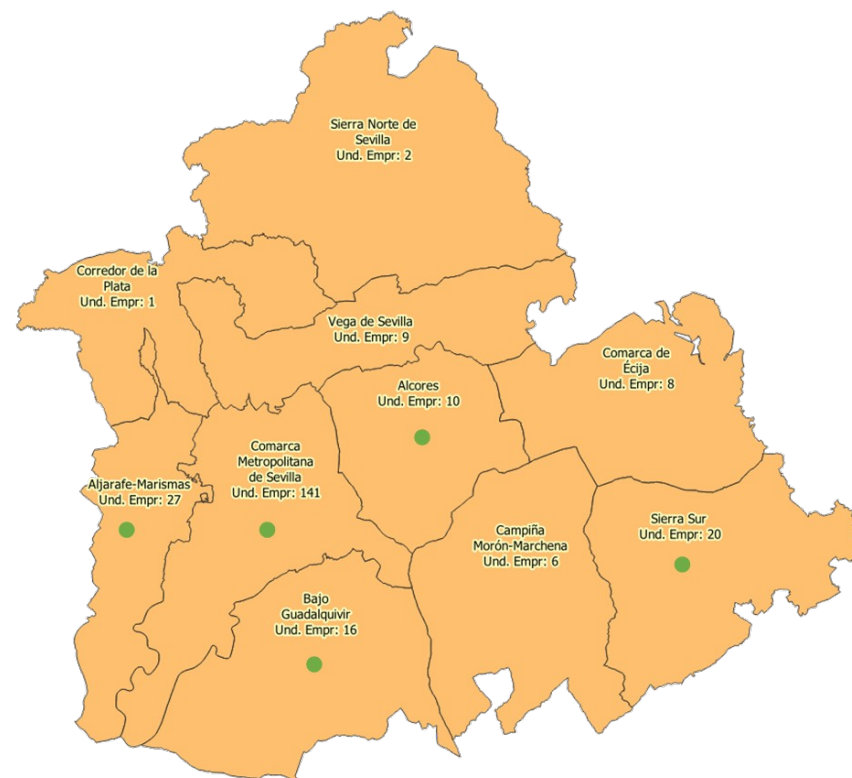 Sierra Norte de
Sevilla
Und. Empr: 2
Corredor de la
Plata
Und. Empr: 1
Vega de Sevilla
Und. Empr: 9
Comarca de
Écija
Und. Empr: 8
Alcores
Und. Empr: 10
Comarca
Metropolitana
de Sevilla
Und. Empr: 141
Aljarafe-Marismas
Und. Empr: 27
Campiña
Morón-Marchena
Und. Empr: 6
Sierra Sur
Und. Empr: 20
Bajo
Guadalquivir
Und. Empr: 16